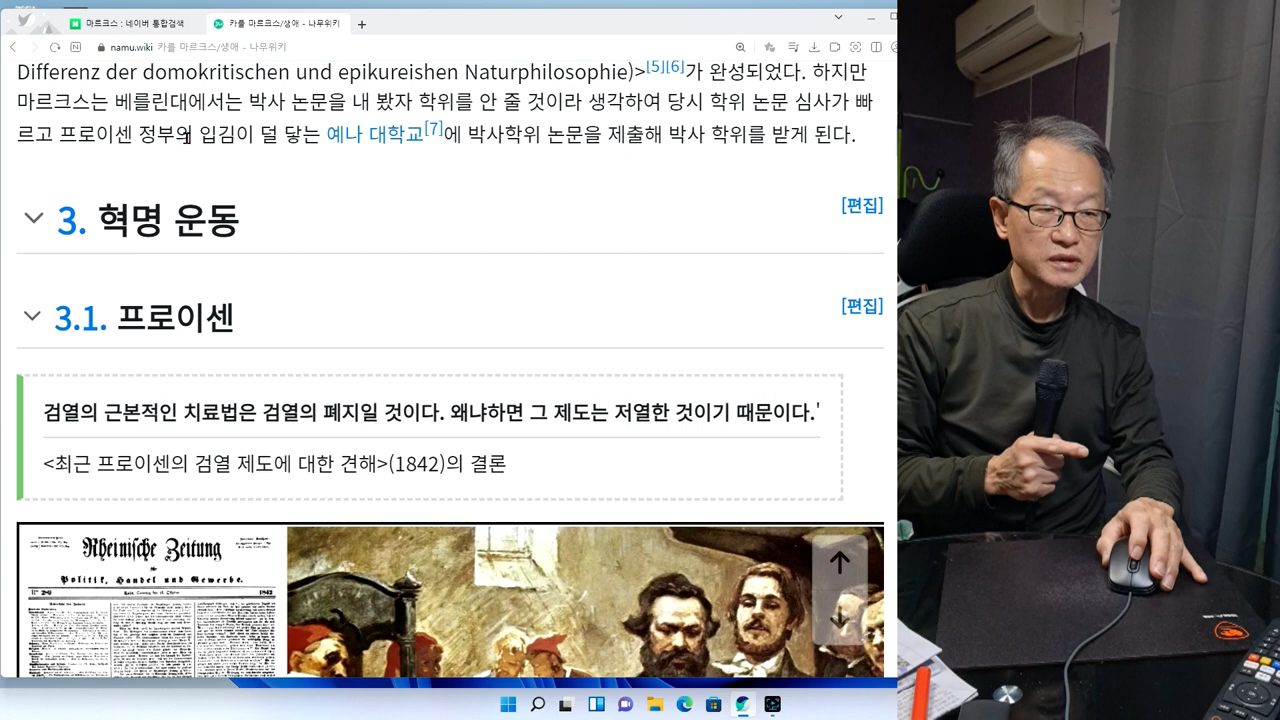 마르크스 : 네이버 통합검색
카를 마르크스/생애 - 나무위키
namu.wiki 카를 마르크스/생애 - 나무위키
Differenz der domokritischen und epikureishen Naturphilosophie)>[5][6]가 완성되었다. 하지만
마르크스는 베를린대에서는 박사 논문을 내 봤자 학위를 안 줄 것이라 생각하여 당시 학위 논문 심사가 빠
르고 프로이센 정부의 입김이 덜 닿는 예나 대학교[7]에 박사학위 논문을 제출해 박사 학위를 받게 된다.
3. 혁명 운동
[편집]
3.1. 프로이센
[편집]
검열의 근본적인 치료법은 검열의 폐지일 것이다. 왜냐하면 그 제도는 저열한 것이기 때문이다.'
<최근 프로이센의 검열 제도에 대한 견해>(1842)의 결론
Rheinische Zeitung
Politik, Handel und Gewerbe.
1842